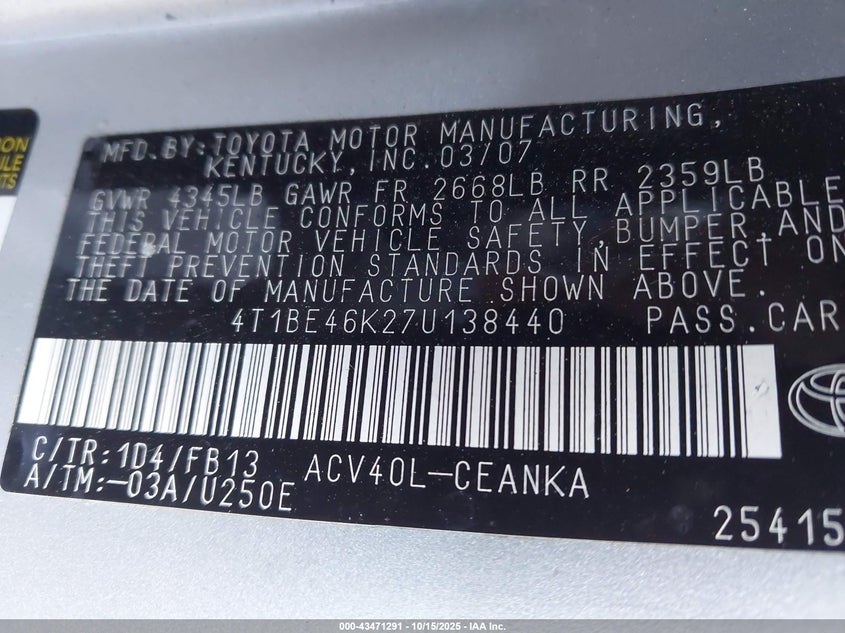 ON
LE
TS
MFD.BY:TOYOTA MOTOR MANUFACTURING,
KENTUCKY,INC.03/07
GVWR 4345LB GAWR FR 2668LB RR 2359LB
THIS VEHICLE CONFORMS TO ALL APPLICABLE
FEDERAL MOTOR VEHICLE SAFETY,BUMPER,AND
THEFT PREVENTION STANDARDS IN EFFECT ON
THE DATE OF MANUFACTURE SHOWN ABOVE.
4T1BE46K27U138440 PASS.CAR
C/TR:1D4/FB13 ACV40L-CEANKA
A/TM:-03A/U250E
25415
000-43471291 | 10/15/2025 - IAA Inc.